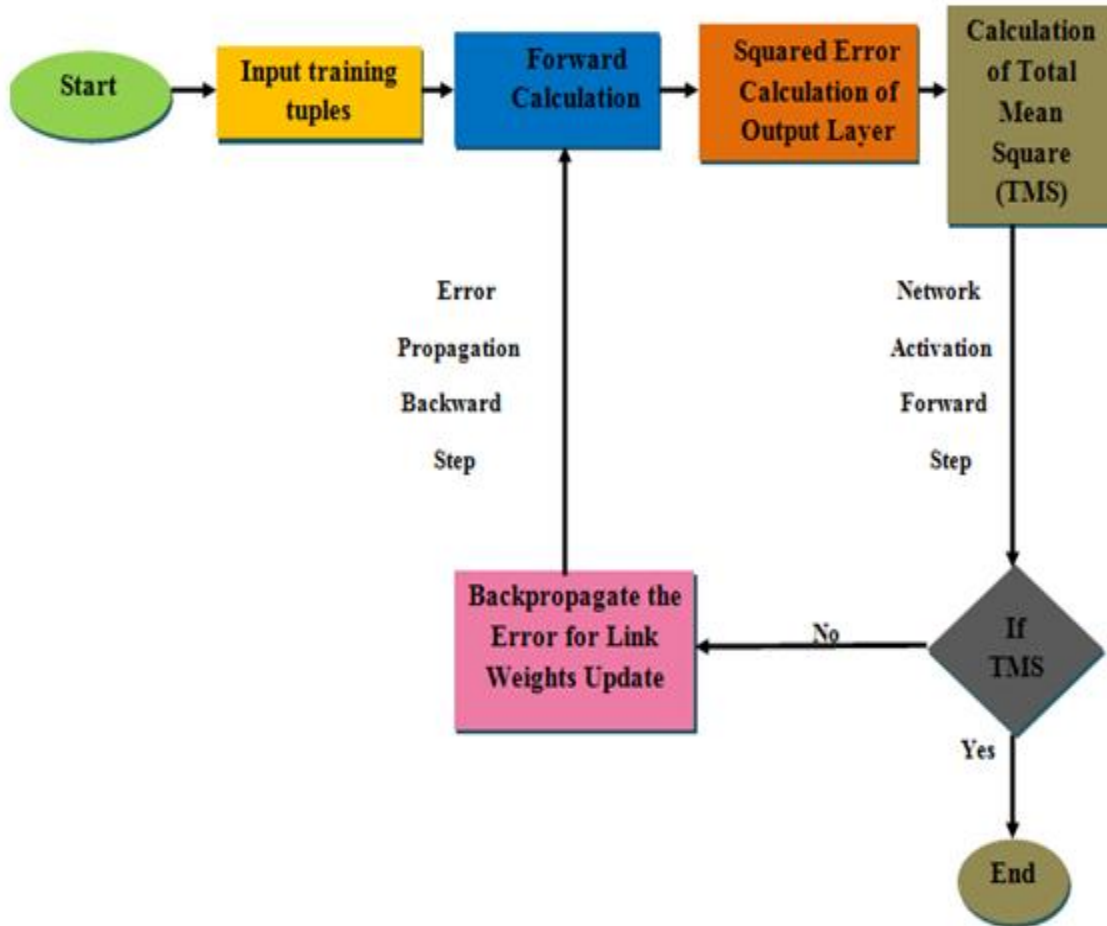 Start
Input training
tuples
Forward
Calculation
Squared Error
Calculation of
Output Layer
Calculation
of Total
Mean
Square
(TMS)
Error
Propagation
Backward
Step
Network
Activation
Forward
Step
Backpropagate the
Error for Link
Weights Update
No
If
TMS
Yes
End